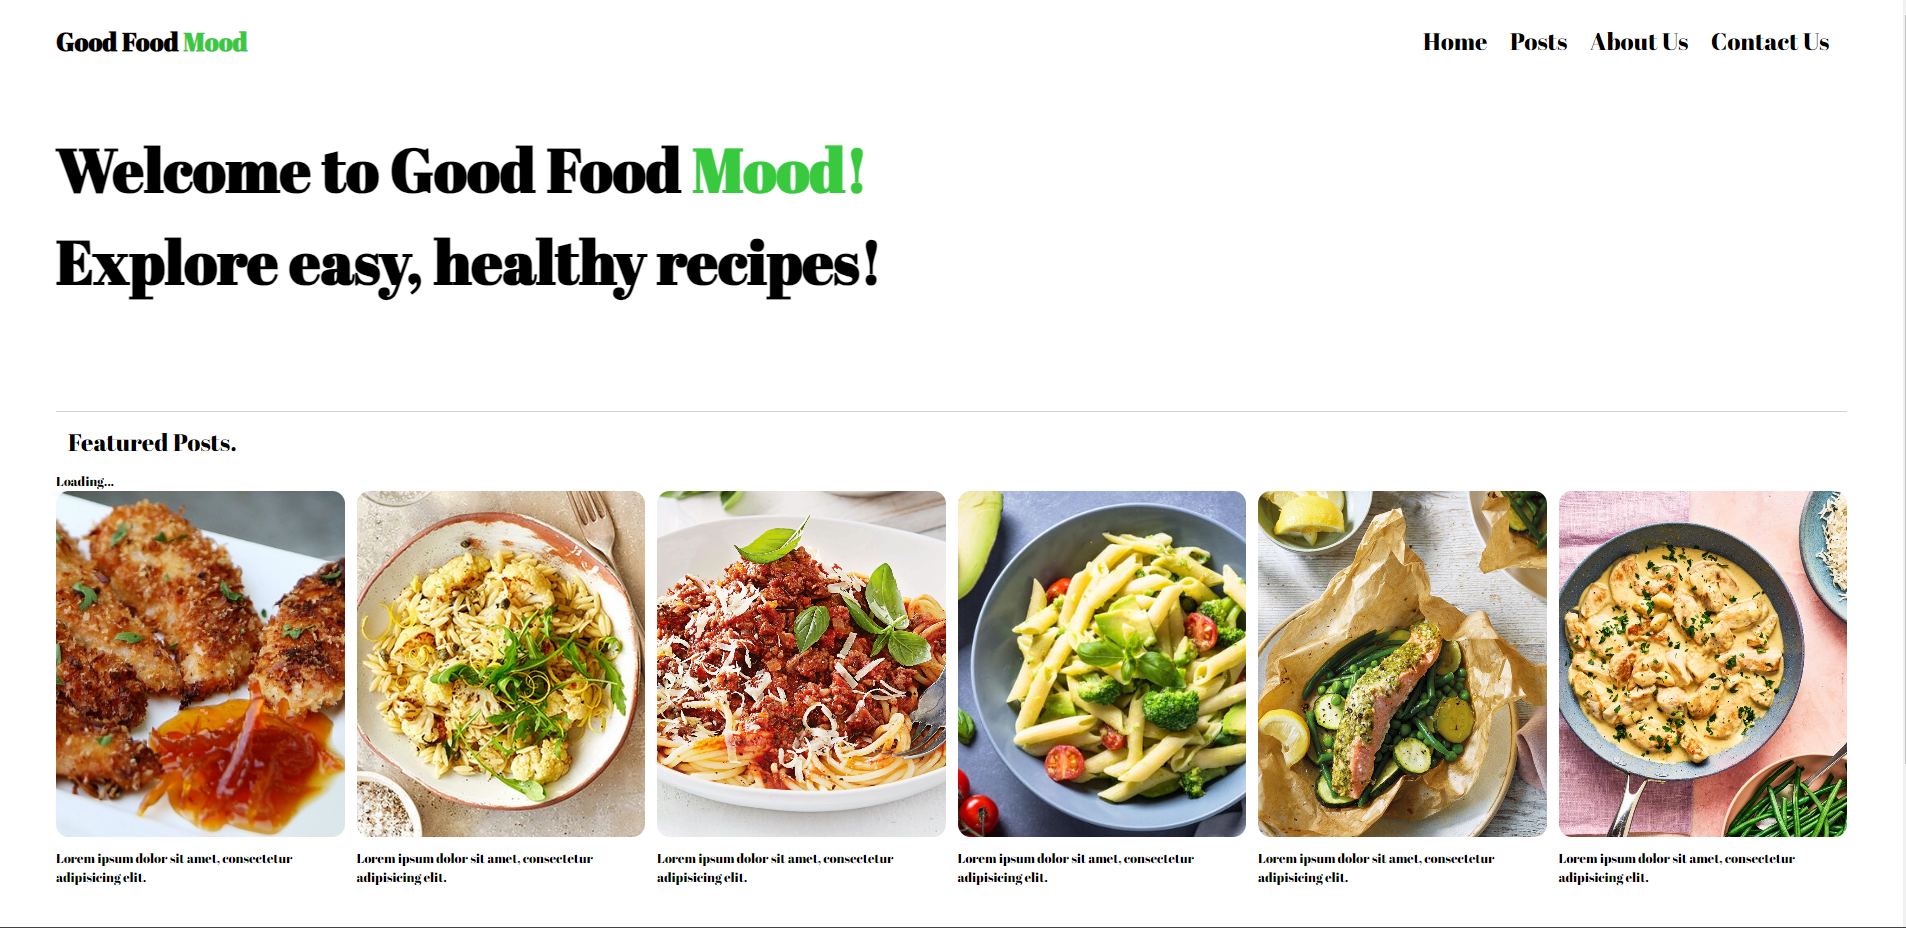 Good Food Mood
Home Posts About Us Contact Us
Welcome to Good Food Mood!
Explore easy, healthy recipes!
Featured Posts.
Loading...
Lorem ipsum dolor sit amet, consectetur
adipisicing elit.
Lorem ipsum dolor sit amet, consectetur
adipisicing elit.
Lorem ipsum dolor sit amet, consectetur
adipisicing elit.
Lorem ipsum dolor sit amet, consectetur
adipisicing elit.
Lorem ipsum dolor sit amet, consectetur
adipisicing elit.
Lorem ipsum dolor sit amet, consectetur
adipisicing elit.